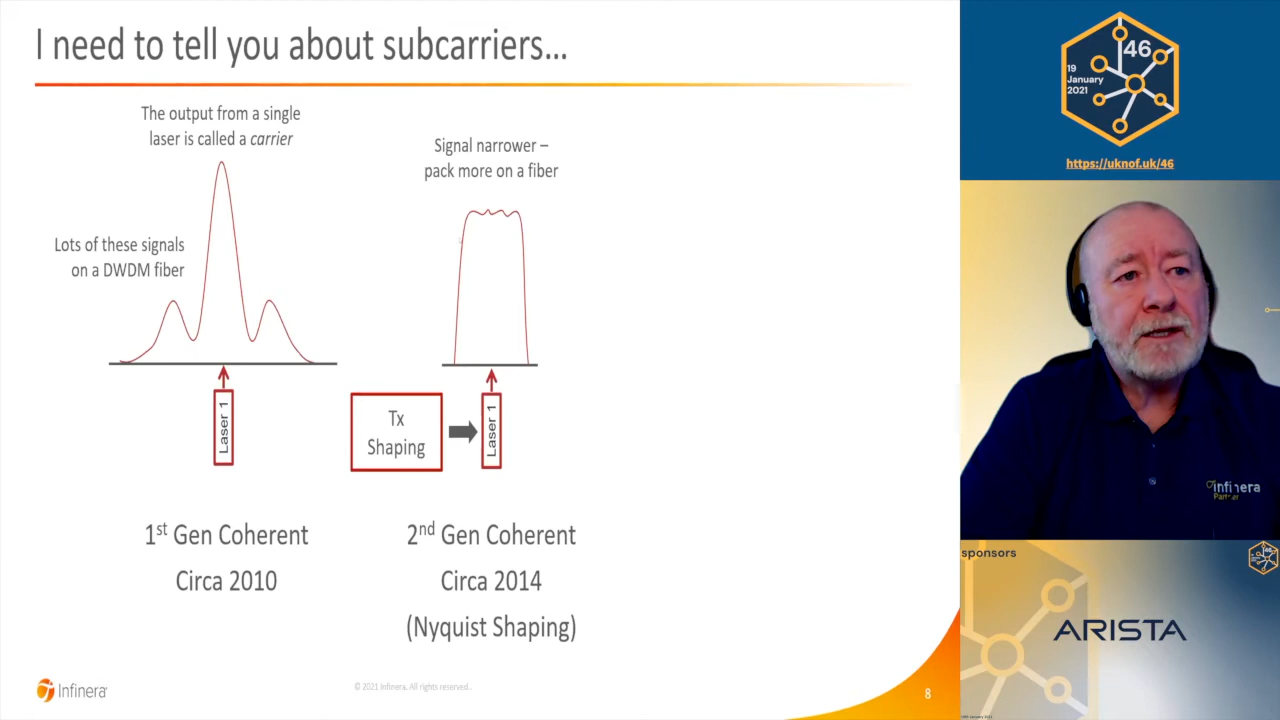 I need to tell you about subcarriers...
The output from a single
laser is called a carrier
Signal narrower –
pack more on a fiber
Lots of these signals
on a DWDM fiber
Laser 1
Tx
Shaping
Laser 1
1st Gen Coherent
Circa 2010
2nd Gen Coherent
Circa 2014
(Nyquist Shaping)
Infinera
© 2021 Infinera. All rights reserved.
8
46
19
January
2021
https://uknof.uk/46
infinera
Partner
sponsors
46
ARISTA